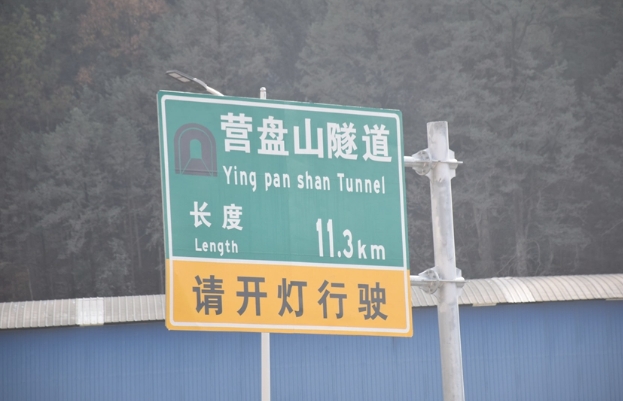 营盘山隧道
Ying pan shan Tunnel
长度
Length 11.3km
请开灯行驶